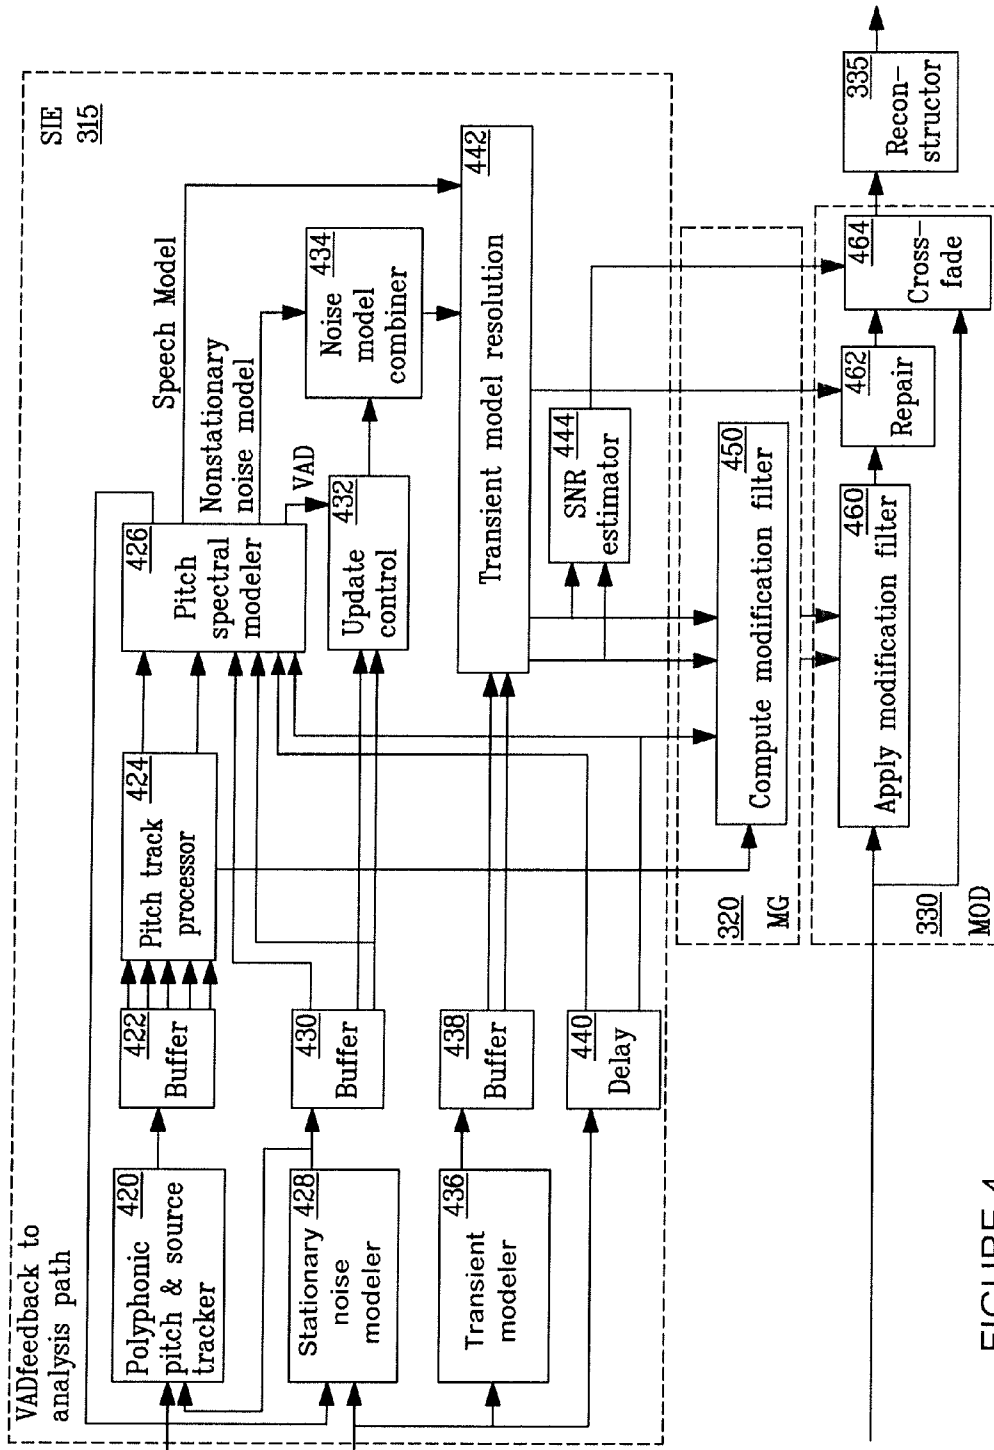 VADfeedback to
analysis path
SIE
315
420
Polyphonic
pitch & source
tracker
422
Buffer
424
Pitch track
processor
426
Pitch
spectral
modeler
Speech Model
Nonstationary
noise model
VAD
428
Stationary
noise
modeler
430
Buffer
432
Update
control
434
Noise
model
combiner
436
Transient
modeler
438
Buffer
440
Delay
442
Transient model resolution
444
SNR
estimator
320
MG
450
Compute modification filter
330
MOD
460
Apply modification filter
462
Repair
464
Cross-
fade
335
Recon-
structor
FIGURE 4